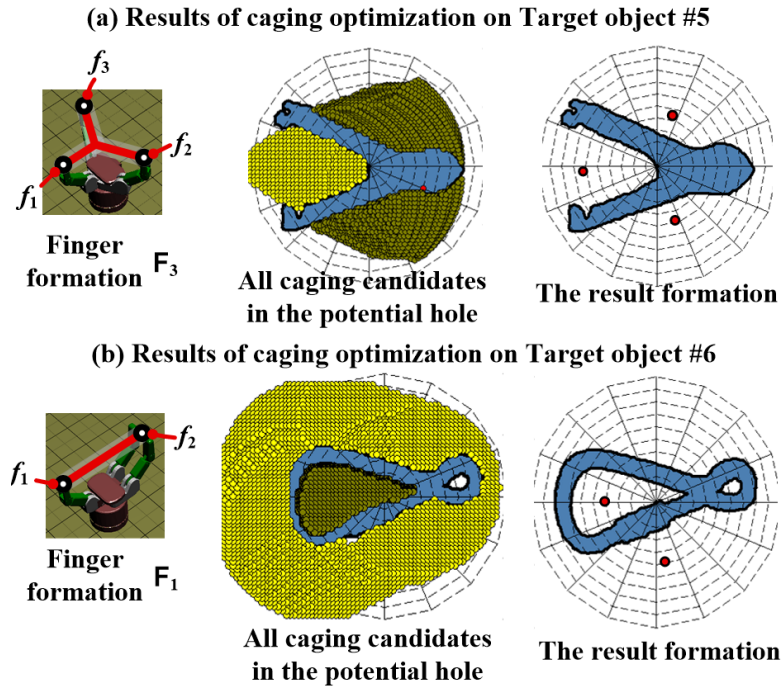 (a) Results of caging optimization on Target object #5
f3
f2
f1
Finger
formation F3
All caging candidates
in the potential hole
The result formation
(b) Results of caging optimization on Target object #6
f2
f1
Finger
formation F1
All caging candidates
in the potential hole
The result formation